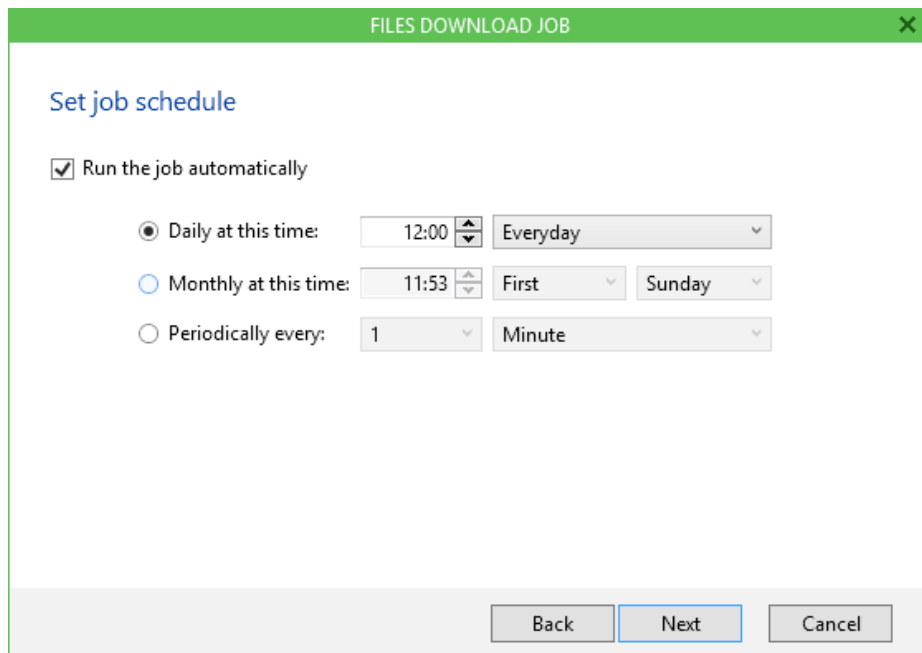 FILES DOWNLOAD JOB
Set job schedule
Run the job automatically
Daily at this time: 12:00 Everyday
Monthly at this time: 11:53 First Sunday
Periodically every: 1 Minute
Back Next Cancel